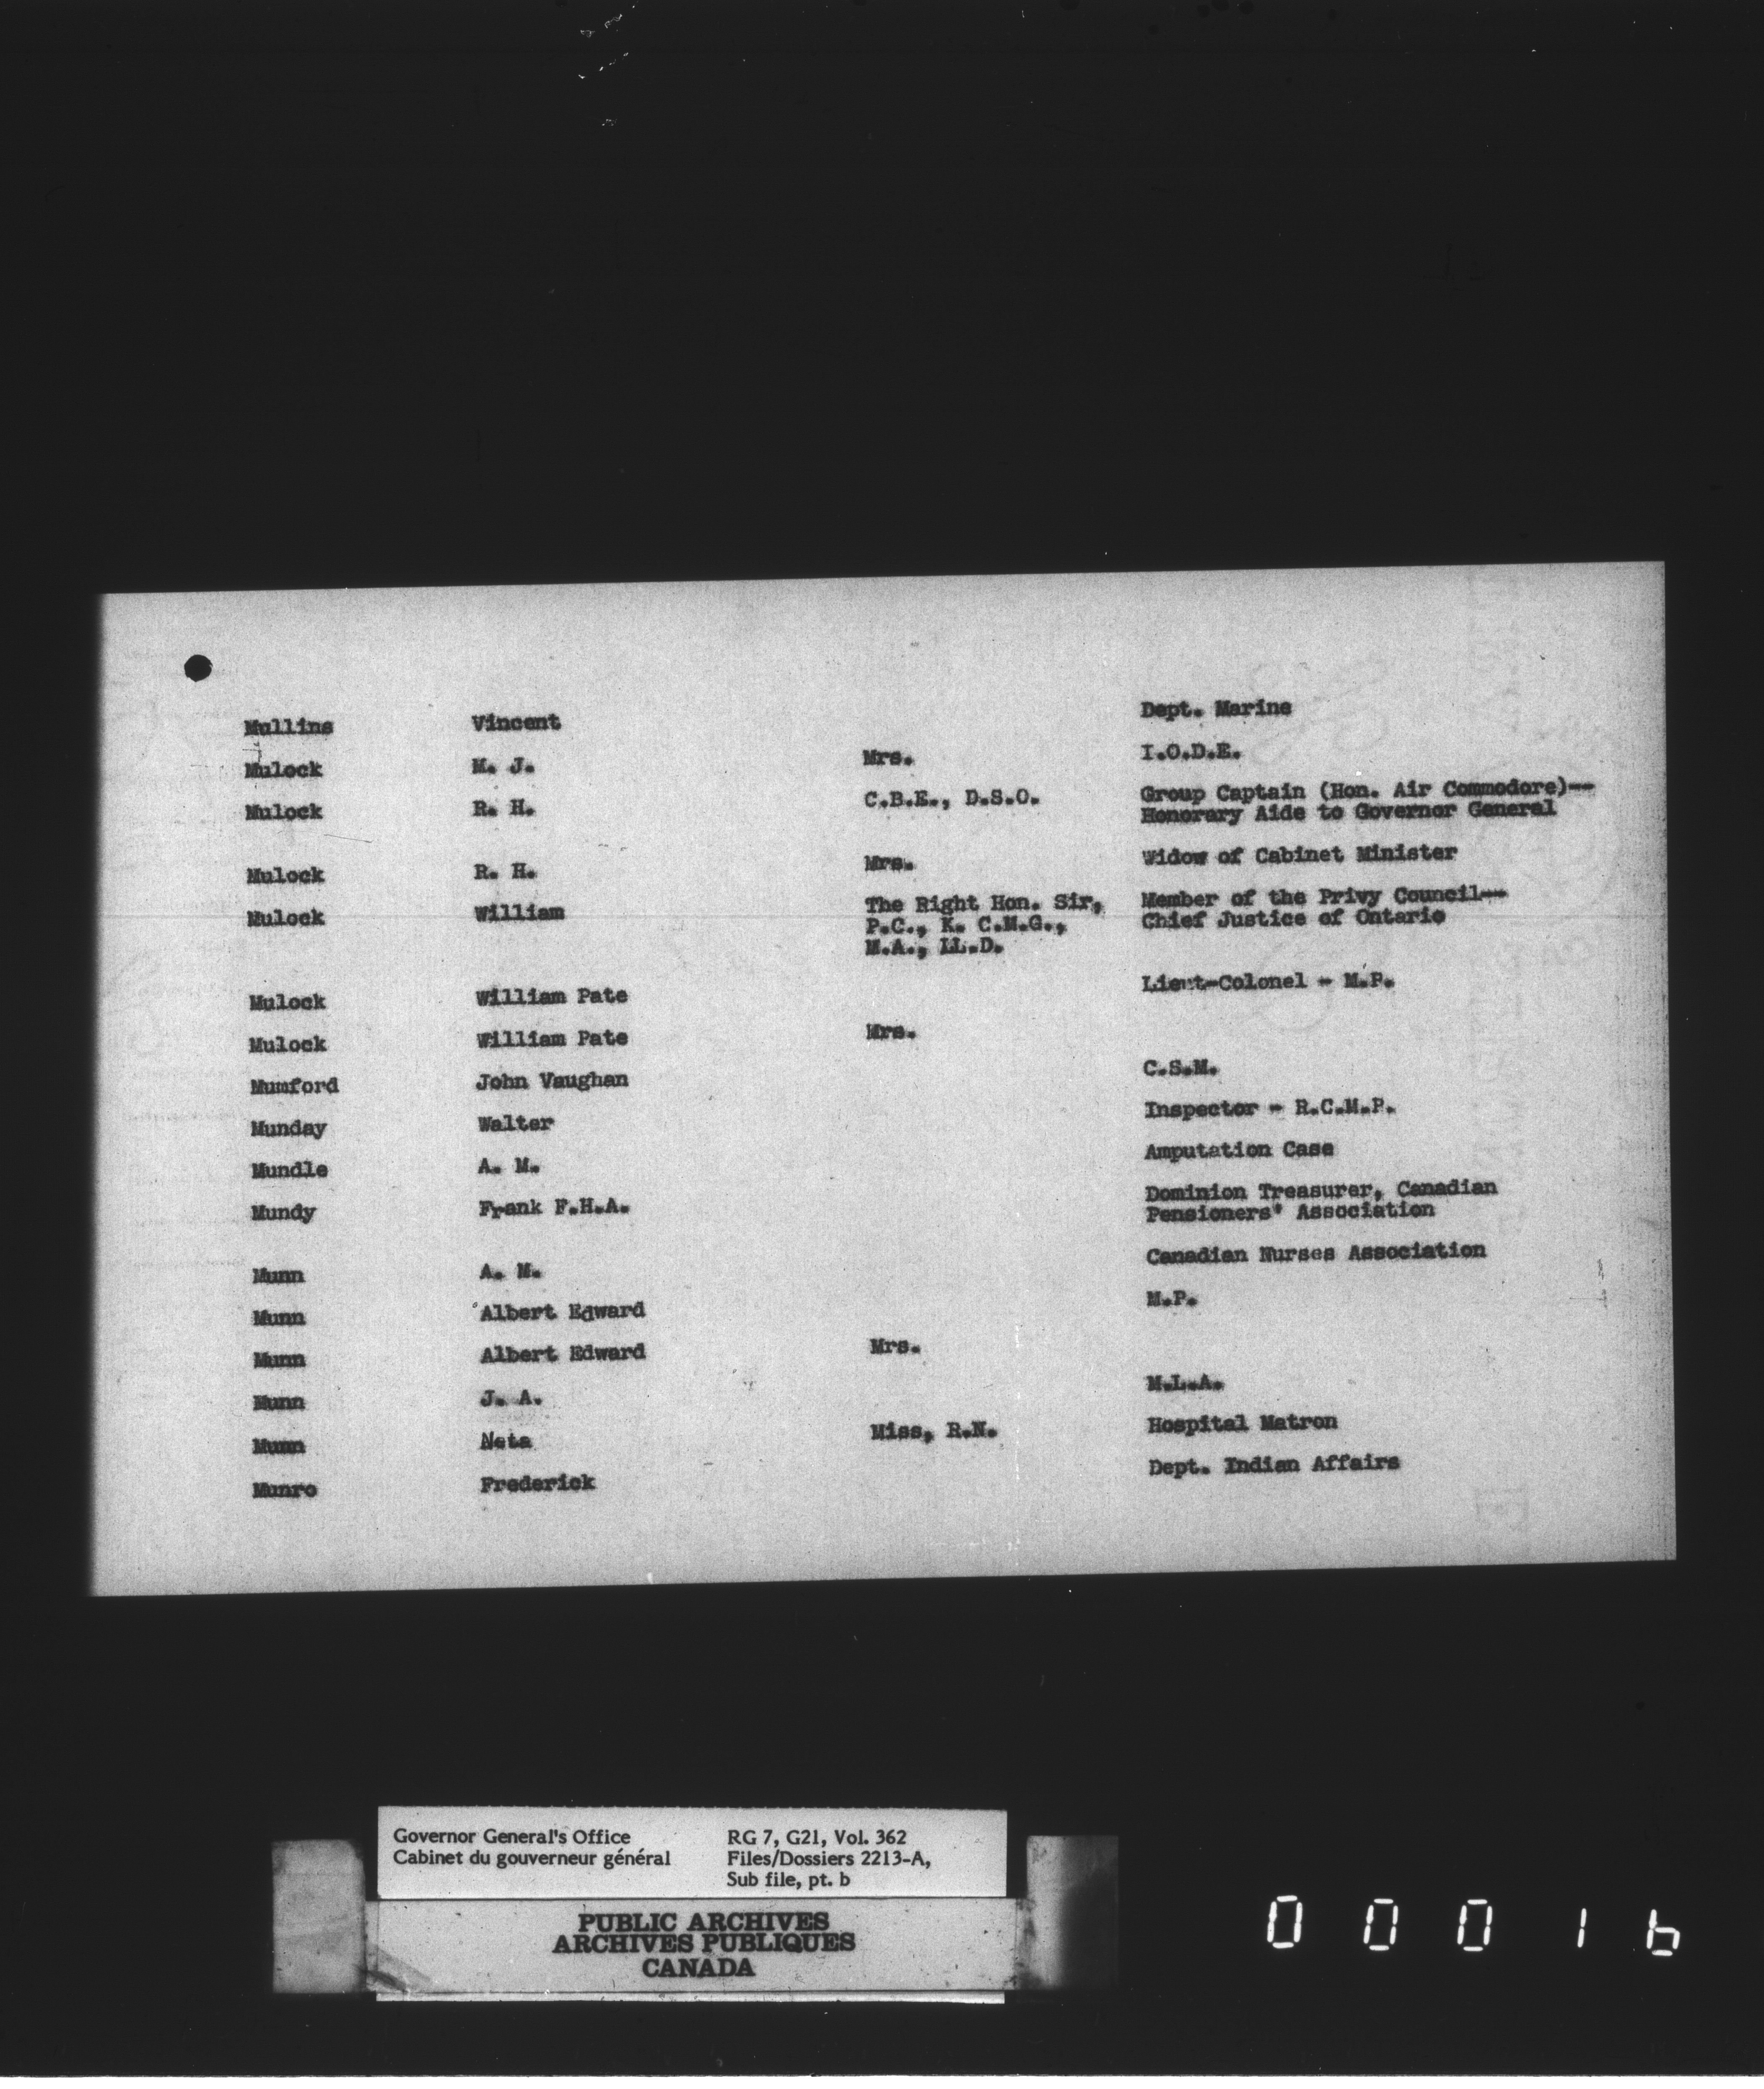 Mullins Vincent Dept. Marine
Mulock M. J. Mrs. I.O.D.E.
Mulock R. H. C.B.E., D.S.O. Group Captain (Hon. Air Commodore)--
Honorary Aide to Governor General
Mulock R. H. Mrs. Widow of Cabinet Minister
Mulock William The Right Hon. Sir, Member of the Privy Council--
P.C., K. C.M.G., Chief Justice of Ontario
M.A., LL.D.
Mulock William Pate Lieut-Colonel - M.P.
Mulock William Pate Mrs.
Mumford John Vaughan C.S.M.
Munday Walter Inspector - R.C.M.P.
Mundle A. M. Amputation Case
Mundy Frank F.H.A. Dominion Treasurer, Canadian
Pensioners' Association
Munn A. M. Canadian Nurses Association
Munn Albert Edward M.P.
Munn Albert Edward Mrs.
Munn J. A. M.L.A.
Munn Neta Miss, R.N. Hospital Matron
Munro Frederick Dept. Indian Affairs
Governor General's Office RG 7, G21, Vol. 362
Cabinet du gouverneur général Files/Dossiers 2213-A,
Sub file, pt. b
PUBLIC ARCHIVES
ARCHIVES PUBLIQUES
CANADA
00016